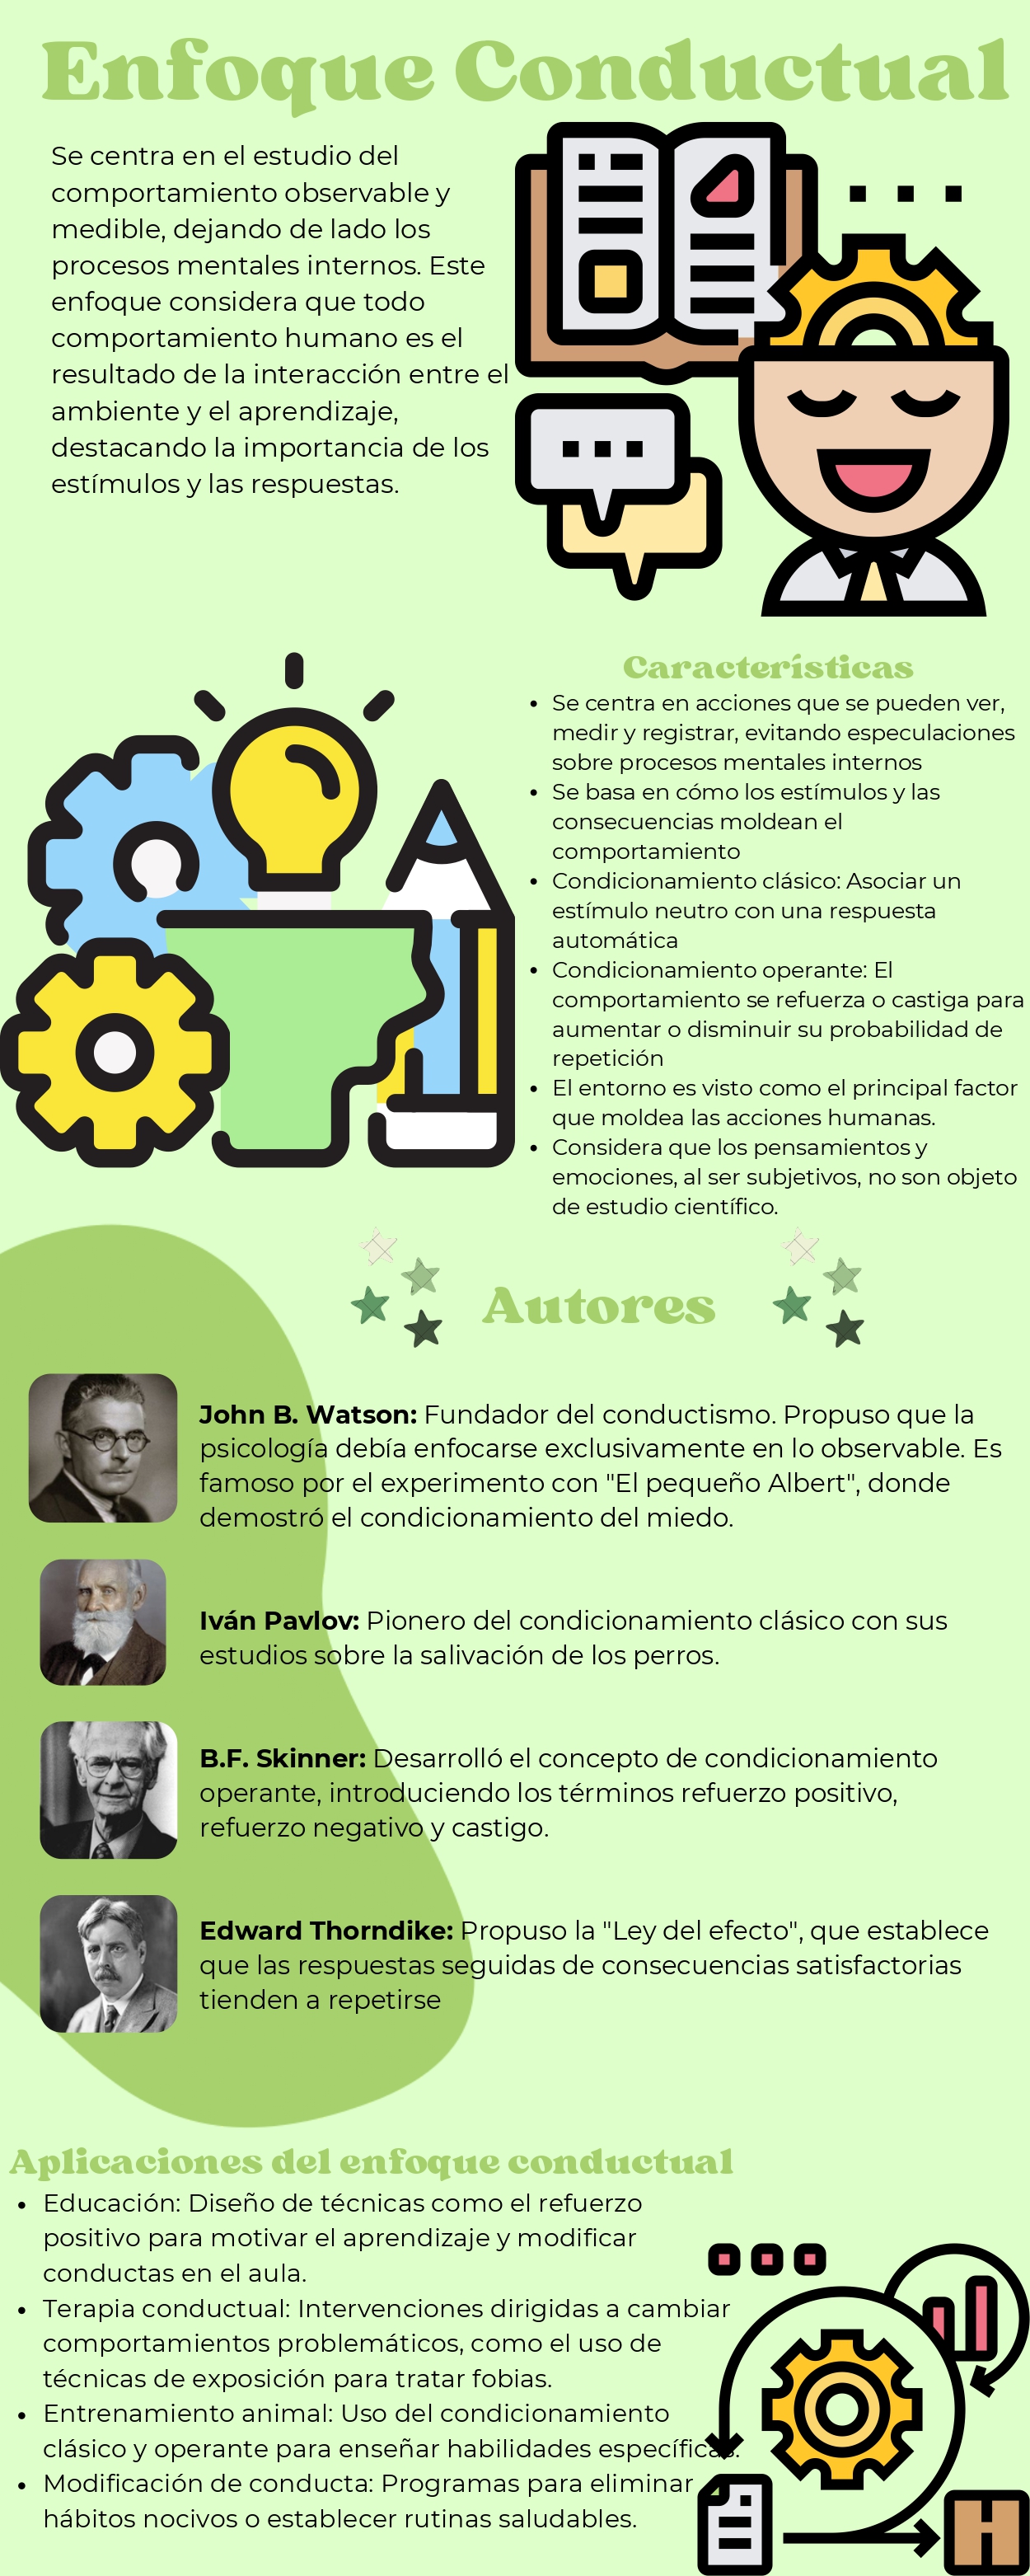 Enfoque Conductual
Se centra en el estudio del
comportamiento observable y
medible, dejando de lado los
procesos mentales internos. Este
enfoque considera que todo
comportamiento humano es el
resultado de la interacción entre el
ambiente y el aprendizaje,
destacando la importancia de los
estímulos y las respuestas.
Características
• Se centra en acciones que se pueden ver,
medir y registrar, evitando especulaciones
sobre procesos mentales internos
• Se basa en cómo los estímulos y las
consecuencias moldean el
comportamiento
• Condicionamiento clásico: Asociar un
estímulo neutro con una respuesta
automática
• Condicionamiento operante: El
comportamiento se refuerza o castiga para
aumentar o disminuir su probabilidad de
repetición
• El entorno es visto como el principal factor
que moldea las acciones humanas.
• Considera que los pensamientos y
emociones, al ser subjetivos, no son objeto
de estudio científico.
Autores
John B. Watson: Fundador del conductismo. Propuso que la
psicología debía enfocarse exclusivamente en lo observable. Es
famoso por el experimento con "El pequeño Albert", donde
demostró el condicionamiento del miedo.
Iván Pavlov: Pionero del condicionamiento clásico con sus
estudios sobre la salivación de los perros.
B.F. Skinner: Desarrolló el concepto de condicionamiento
operante, introduciendo los términos refuerzo positivo,
refuerzo negativo y castigo.
Edward Thorndike: Propuso la "Ley del efecto", que establece
que las respuestas seguidas de consecuencias satisfactorias
tienden a repetirse
Aplicaciones del enfoque conductual
• Educación: Diseño de técnicas como el refuerzo
positivo para motivar el aprendizaje y modificar
conductas en el aula.
• Terapia conductual: Intervenciones dirigidas a cambiar
comportamientos problemáticos, como el uso de
técnicas de exposición para tratar fobias.
• Entrenamiento animal: Uso del condicionamiento
clásico y operante para enseñar habilidades específicas.
• Modificación de conducta: Programas para eliminar
hábitos nocivos o establecer rutinas saludables.